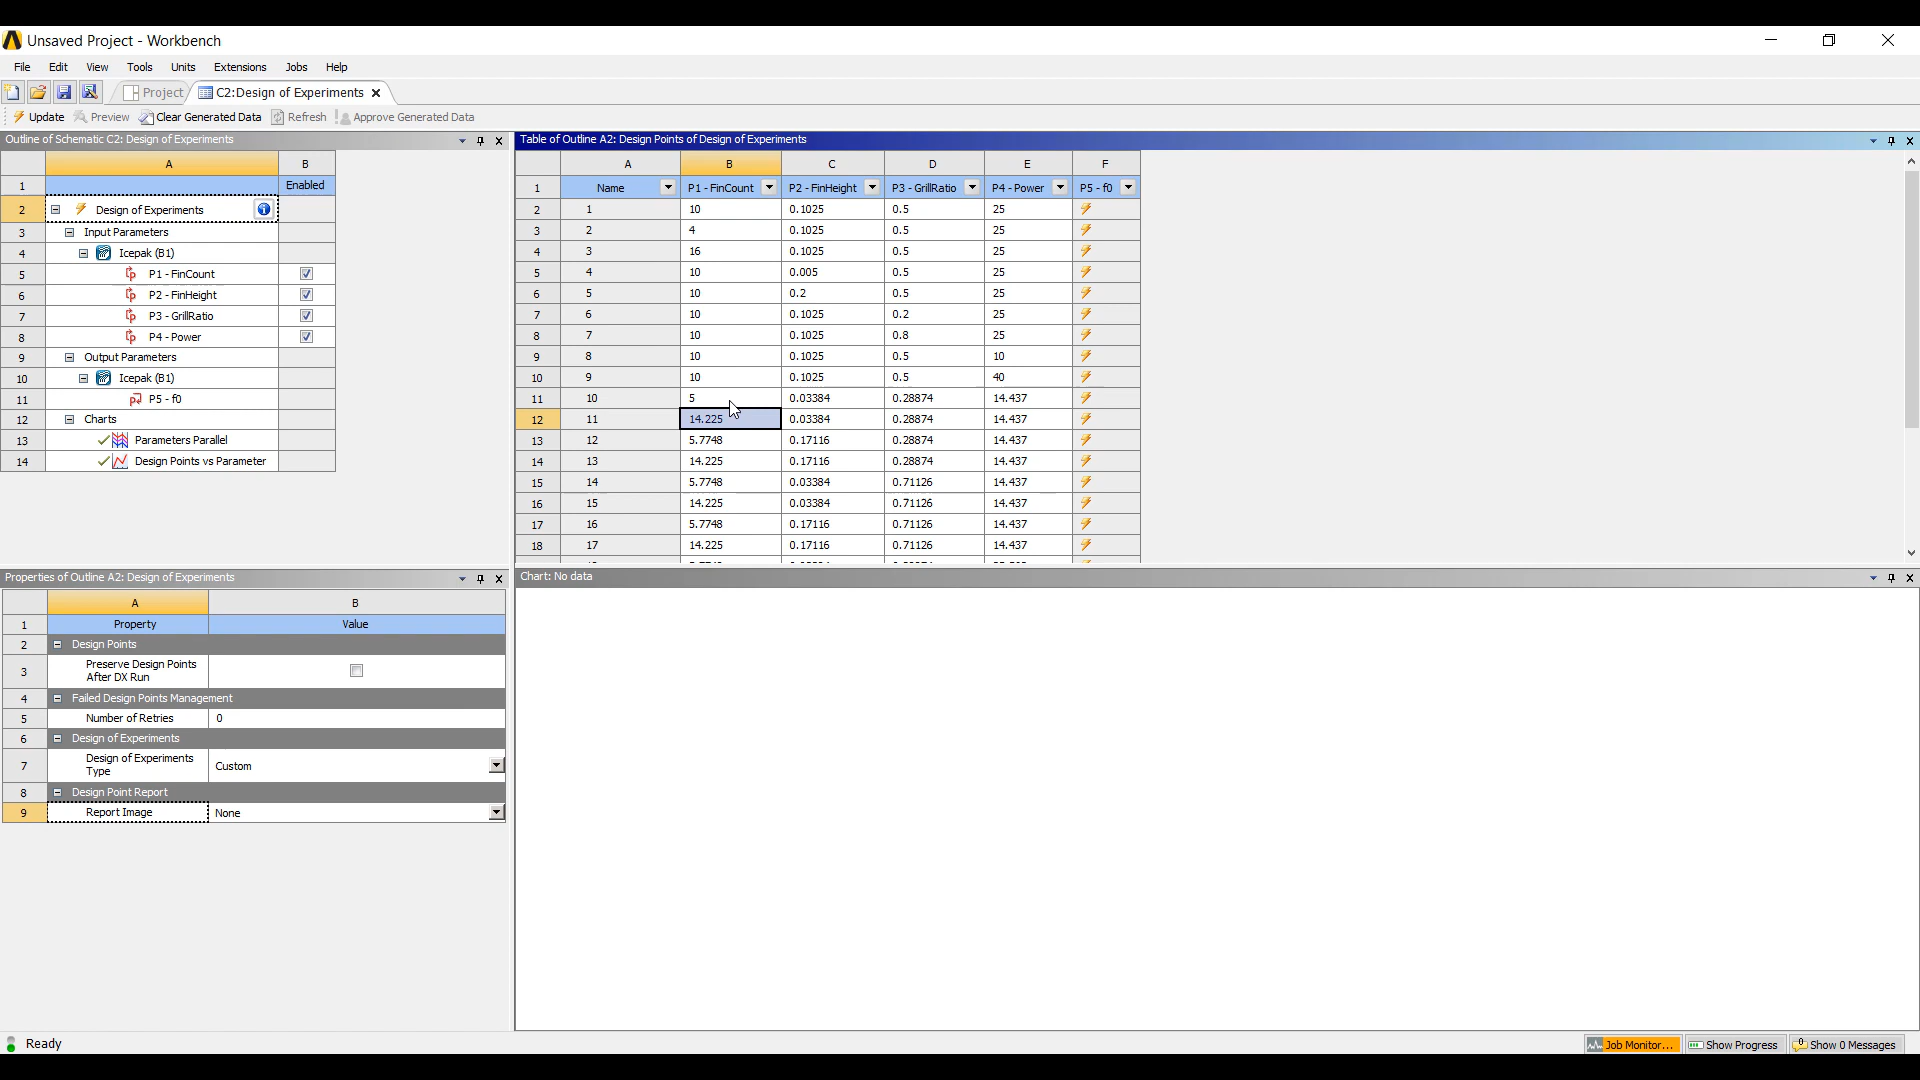 Unsaved Project - Workbench
File Edit View Tools Units Extensions Jobs Help
Project C2:Design of Experiments
Update Preview Clear Generated Data Refresh Approve Generated Data
Outline of Schematic C2: Design of Experiments
A B
1 Enabled
2 Design of Experiments
3 Input Parameters
4 Icepak (B1)
5 P1 - FinCount
6 P2 - FinHeight
7 P3 - GrillRatio
8 P4 - Power
9 Output Parameters
10 Icepak (B1)
11 P5 - f0
12 Charts
13 Parameters Parallel
14 Design Points vs Parameter
Table of Outline A2: Design Points of Design of Experiments
A B C D E F
1 Name P1 - FinCount P2 - FinHeight P3 - GrillRatio P4 - Power P5 - f0
2 1 10 0.1025 0.5 25
3 2 4 0.1025 0.5 25
4 3 16 0.1025 0.5 25
5 4 10 0.005 0.5 25
6 5 10 0.2 0.5 25
7 6 10 0.1025 0.2 25
8 7 10 0.1025 0.8 25
9 8 10 0.1025 0.5 10
10 9 10 0.1025 0.5 40
11 10 5 0.03384 0.28874 14.437
12 11 14.225 0.03384 0.28874 14.437
13 12 5.7748 0.17116 0.28874 14.437
14 13 14.225 0.17116 0.28874 14.437
15 14 5.7748 0.03384 0.71126 14.437
16 15 14.225 0.03384 0.71126 14.437
17 16 5.7748 0.17116 0.71126 14.437
18 17 14.225 0.17116 0.71126 14.437
Properties of Outline A2: Design of Experiments
A B
1 Property Value
2 Design Points
3 Preserve Design Points
After DX Run
4 Failed Design Points Management
5 Number of Retries 0
6 Design of Experiments
7 Design of Experiments
Type Custom
8 Design Point Report
9 Report Image None
Chart: No data
Ready
Job Monitor... Show Progress Show 0 Messages